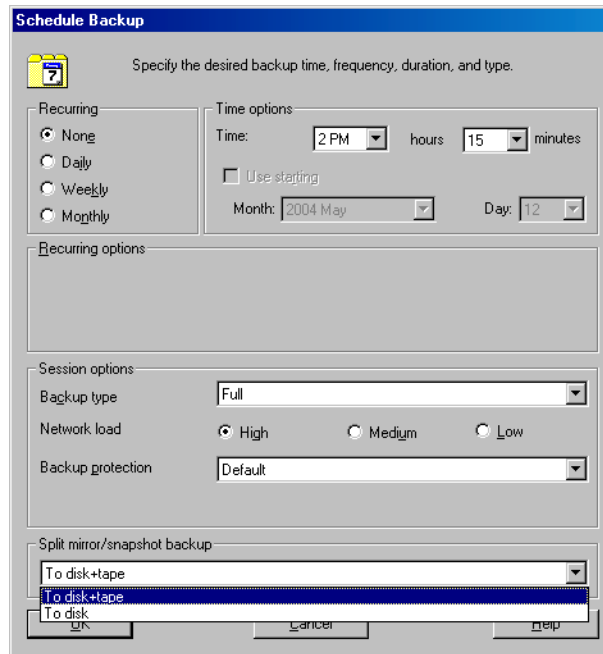 Schedule Backup
7
Specify the desired backup time, frequency, duration, and type.
Recurring
None
Daily
Weekly
Monthly
Time options
Time: 2 PM hours 15 minutes
Use starting
Month: 2004 May Day: 12
Recurring options
Session options
Backup type Full
Network load High Medium Low
Backup protection Default
Split mirror/snapshot backup
To disk+tape
To disk+tape
To disk
OK Cancel Help